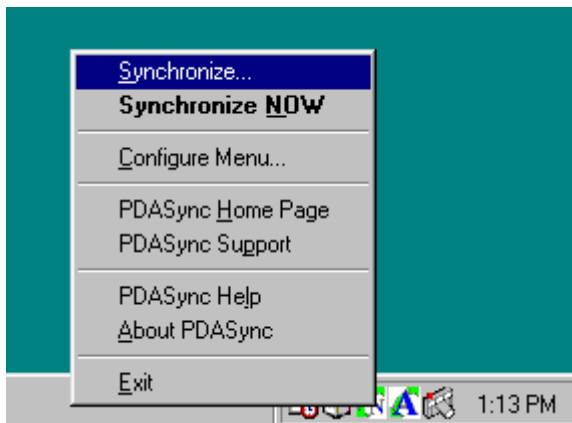 Synchronize...
Synchronize NOW
Configure Menu...
PDASync Home Page
PDASync Support
PDASync Help
About PDASync
Exit
A 1:13 PM